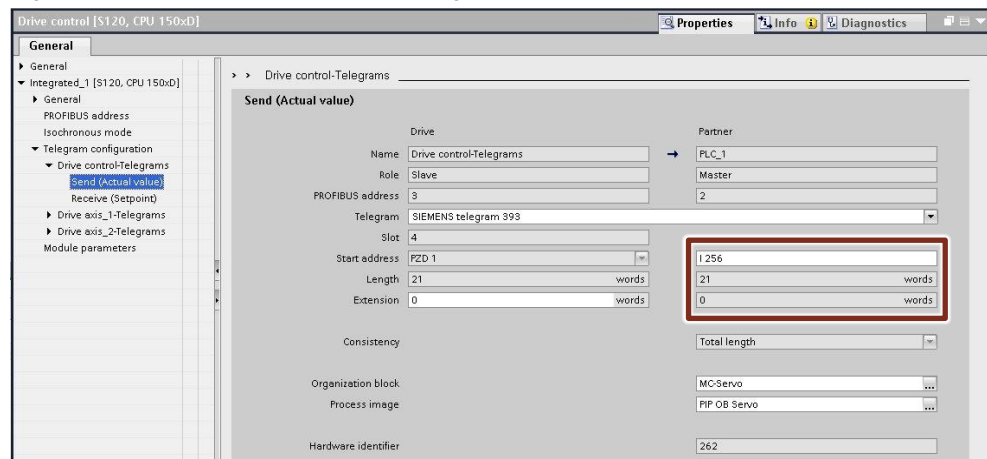 Drive control [S120, CPU 150xD]
Properties Info Diagnostics
General
General
Integrated_1 [S120, CPU 150xD]
General
PROFIBUS address
Isochronous mode
Telegram configuration
Drive control-Telegrams
Send (Actual value)
Receive (Setpoint)
Drive axis_1-Telegrams
Drive axis_2-Telegrams
Module parameters
> > Drive control-Telegrams
Send (Actual value)
Drive Partner
Name Drive control-Telegrams → PLC_1
Role Slave Master
PROFIBUS address 3 2
Telegram SIEMENS telegram 393
Slot 4
Start address PZD 1 I 256
Length 21 words 21 words
Extension 0 words 0 words
Consistency Total length
Organization block MC-Servo ...
Process image PIP OB Servo ...
Hardware identifier 262